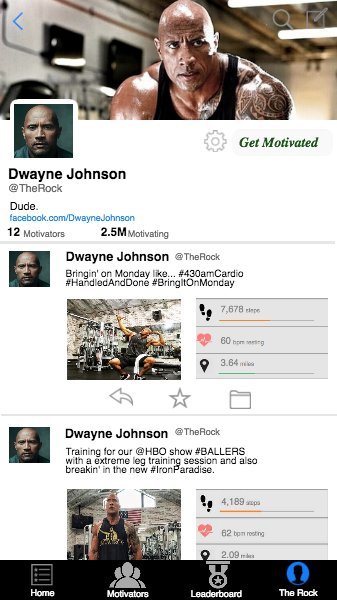 Get Motivated
Dwayne Johnson
@TheRock
Dude.
facebook.com/DwayneJohnson
12 Motivators 2.5M Motivating
Dwayne Johnson @TheRock
Bringin' on Monday like... #430amCardio
#HandledAndDone #BringItOnMonday
7,678 steps
60 bpm resting
3.64 miles
Dwayne Johnson @TheRock
Training for our @HBO show #BALLERS
with a extreme leg training session and also
breakin' in the new #IronParadise.
4,189 steps
62 bpm resting
2.09 miles
Home Motivators Leaderboard The Rock